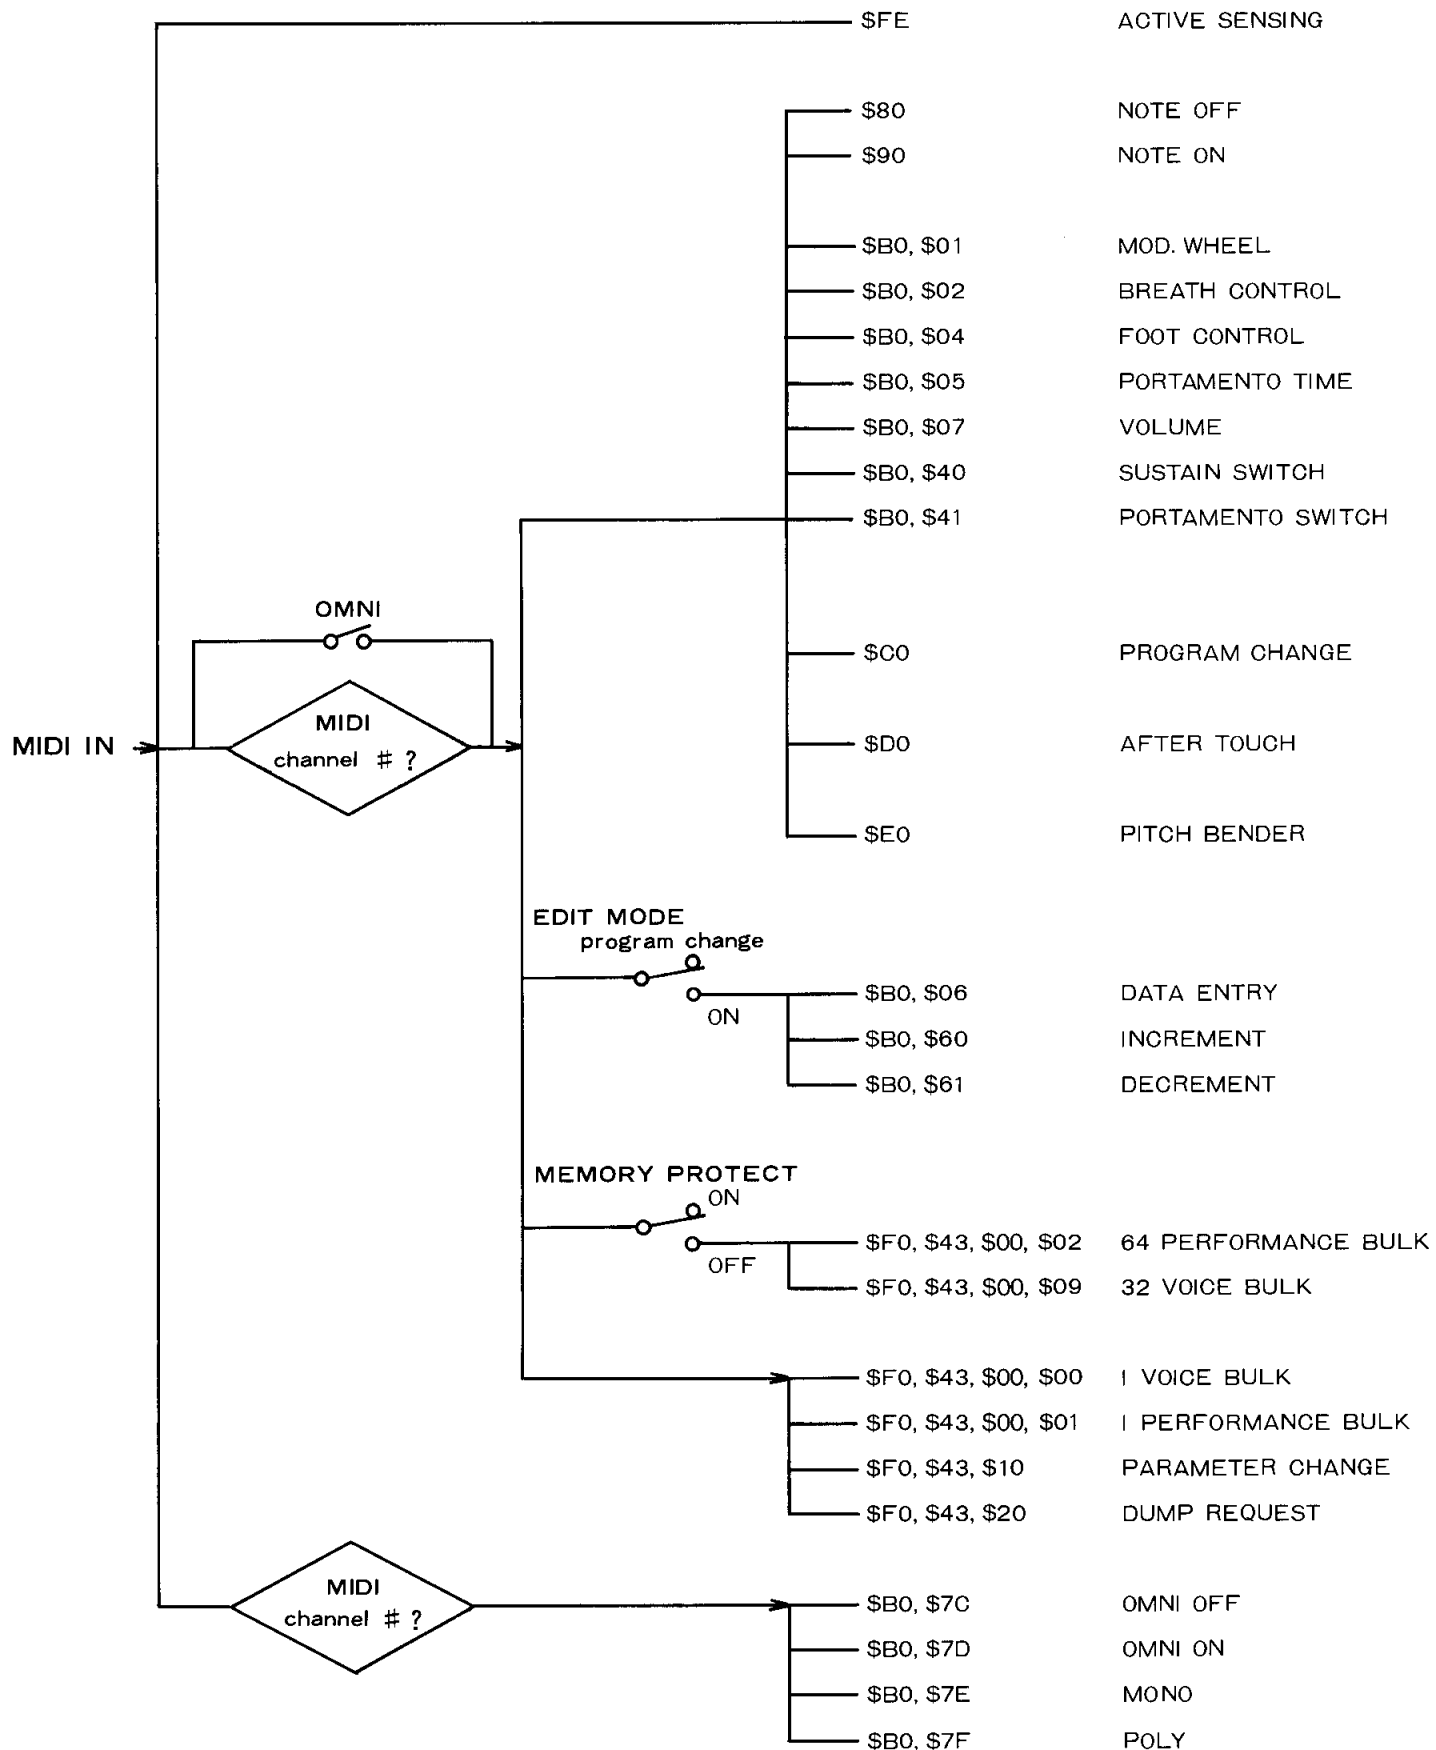 $FE ACTIVE SENSING
$80 NOTE OFF
$90 NOTE ON
$B0, $01 MOD. WHEEL
$B0, $02 BREATH CONTROL
$B0, $04 FOOT CONTROL
$B0, $05 PORTAMENTO TIME
$B0, $07 VOLUME
$B0, $40 SUSTAIN SWITCH
$B0, $41 PORTAMENTO SWITCH
OMNI
$C0 PROGRAM CHANGE
MIDI IN
MIDI
channel # ?
$D0 AFTER TOUCH
$E0 PITCH BENDER
EDIT MODE
program change
ON
$B0, $06 DATA ENTRY
$B0, $60 INCREMENT
$B0, $61 DECREMENT
MEMORY PROTECT
ON
OFF
$F0, $43, $00, $02 64 PERFORMANCE BULK
$F0, $43, $00, $09 32 VOICE BULK
$F0, $43, $00, $00 1 VOICE BULK
$F0, $43, $00, $01 1 PERFORMANCE BULK
$F0, $43, $10 PARAMETER CHANGE
$F0, $43, $20 DUMP REQUEST
MIDI
channel # ?
$B0, $7C OMNI OFF
$B0, $7D OMNI ON
$B0, $7E MONO
$B0, $7F POLY